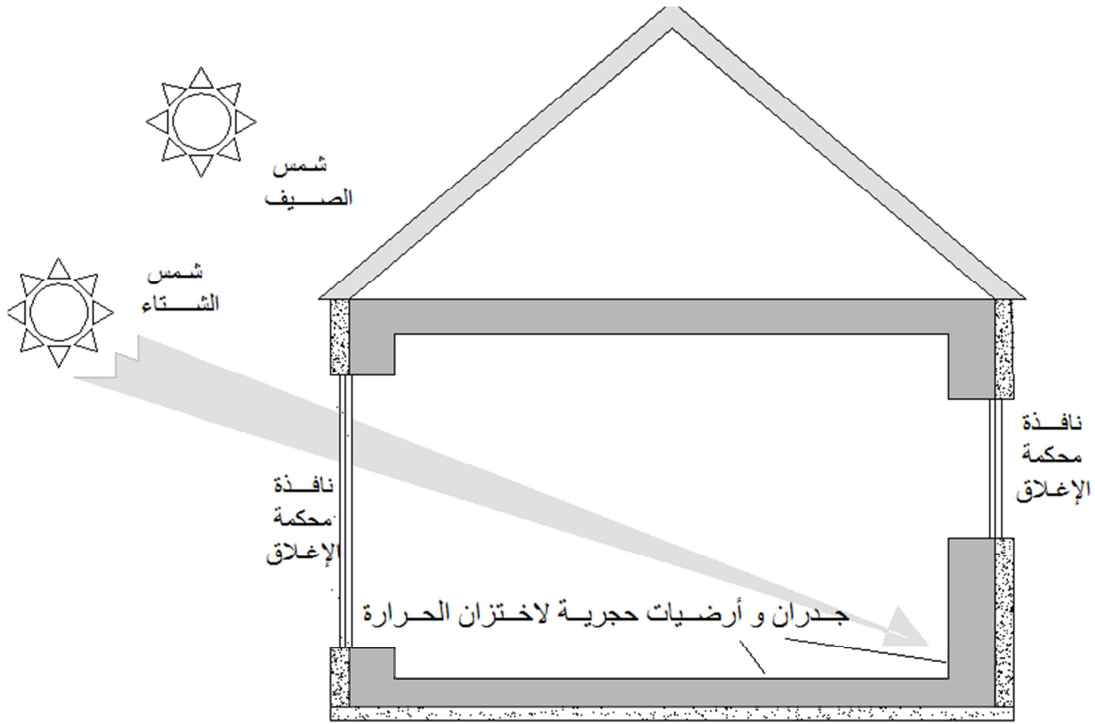 شمس
الصيف
شمس
الشتاء
نافذة
محكمة
الإغلاق
نافذة
محكمة
الإغلاق
جدران و أرضيات حجرية لاختزان الحرارة